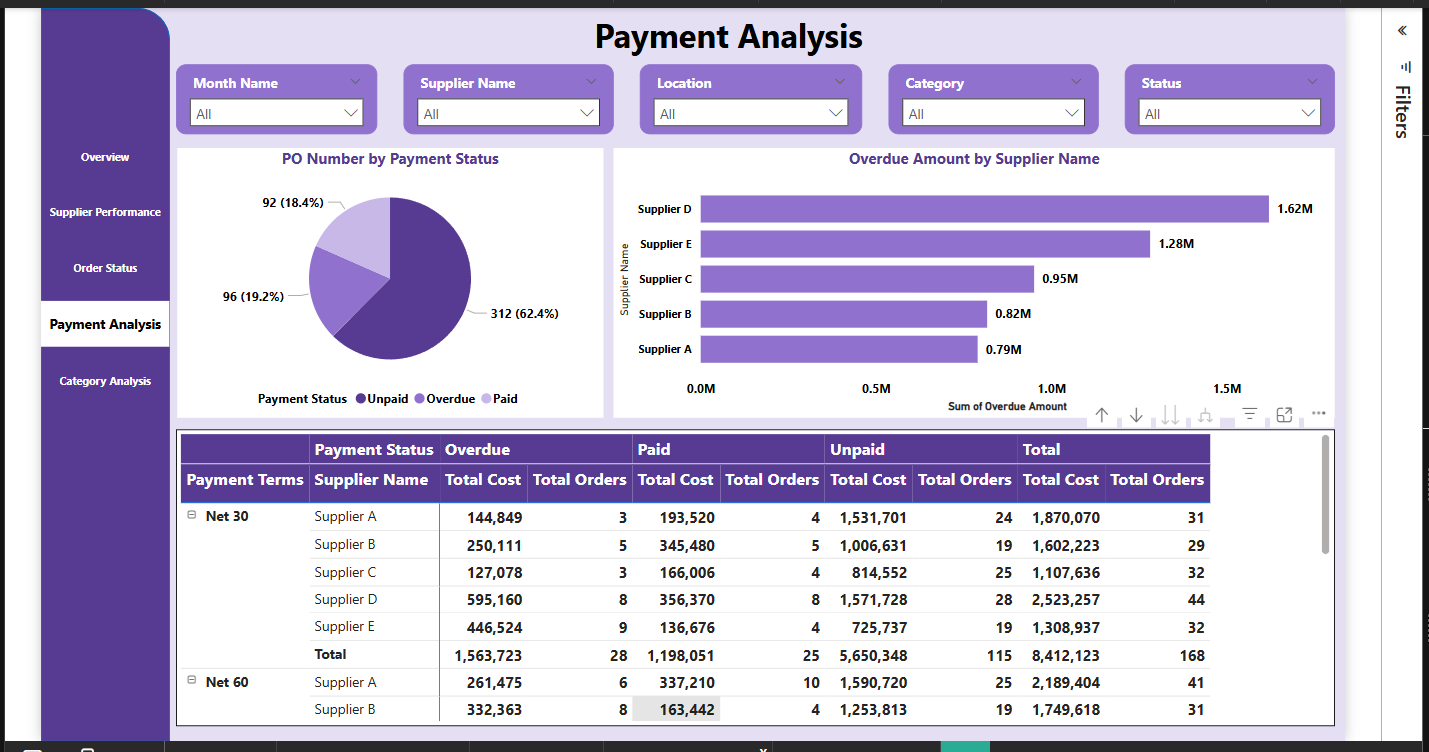 Payment Analysis
Month Name
All
Supplier Name
All
Location
All
Category
All
Status
All
Filters
Overview
Supplier Performance
Order Status
Payment Analysis
Category Analysis
PO Number by Payment Status
92 (18.4%)
96 (19.2%)
312 (62.4%)
Payment Status Unpaid Overdue Paid
Overdue Amount by Supplier Name
Supplier Name
Supplier D 1.62M
Supplier E 1.28M
Supplier C 0.95M
Supplier B 0.82M
Supplier A 0.79M
0.0M 0.5M 1.0M 1.5M
Sum of Overdue Amount
Payment Status Overdue Paid Unpaid Total
Payment Terms Supplier Name Total Cost Total Orders Total Cost Total Orders Total Cost Total Orders Total Cost Total Orders
Net 30 Supplier A 144,849 3 193,520 4 1,531,701 24 1,870,070 31
Supplier B 250,111 5 345,480 5 1,006,631 19 1,602,223 29
Supplier C 127,078 3 166,006 4 814,552 25 1,107,636 32
Supplier D 595,160 8 356,370 8 1,571,728 28 2,523,257 44
Supplier E 446,524 9 136,676 4 725,737 19 1,308,937 32
Total 1,563,723 28 1,198,051 25 5,650,348 115 8,412,123 168
Net 60 Supplier A 261,475 6 337,210 10 1,590,720 25 2,189,404 41
Supplier B 332,363 8 163,442 4 1,253,813 19 1,749,618 31